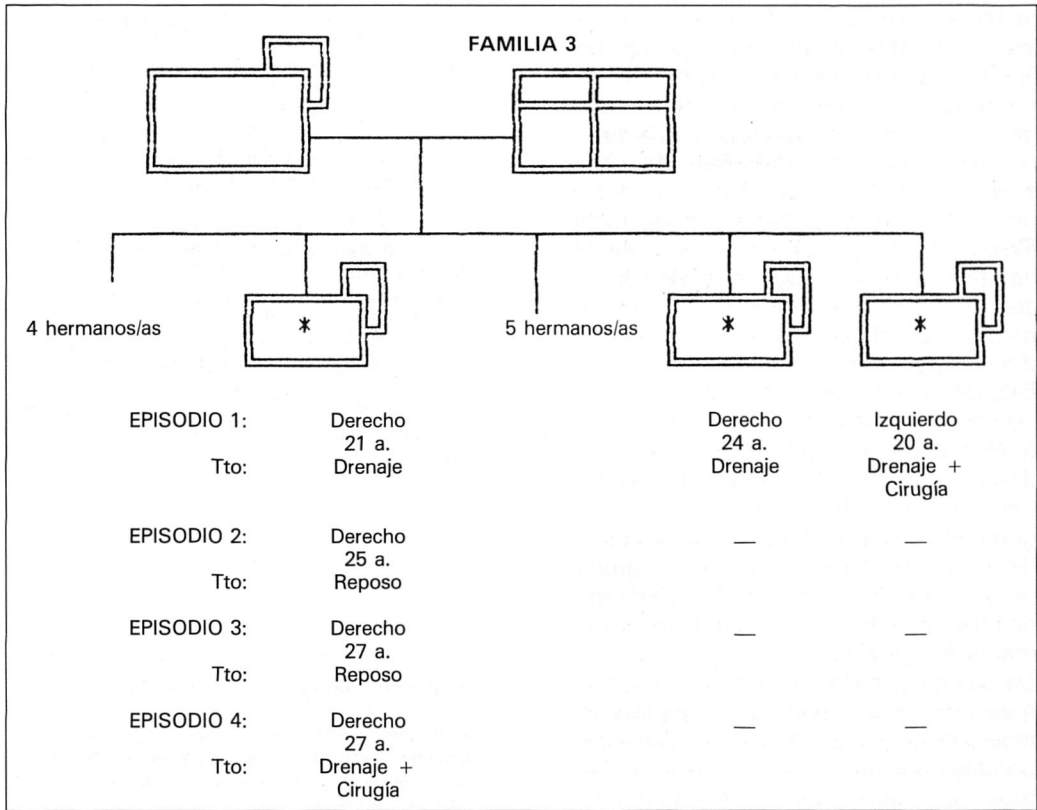 FAMILIA 3
4 hermanos/as
*
5 hermanos/as
*
*
EPISODIO 1: Derecho Derecho Izquierdo
21 a. 24 a. 20 a.
Tto: Drenaje Drenaje Drenaje +
Cirugía
EPISODIO 2: Derecho — —
25 a.
Tto: Reposo
EPISODIO 3: Derecho — —
27 a.
Tto: Reposo
EPISODIO 4: Derecho — —
27 a.
Tto: Drenaje +
Cirugía